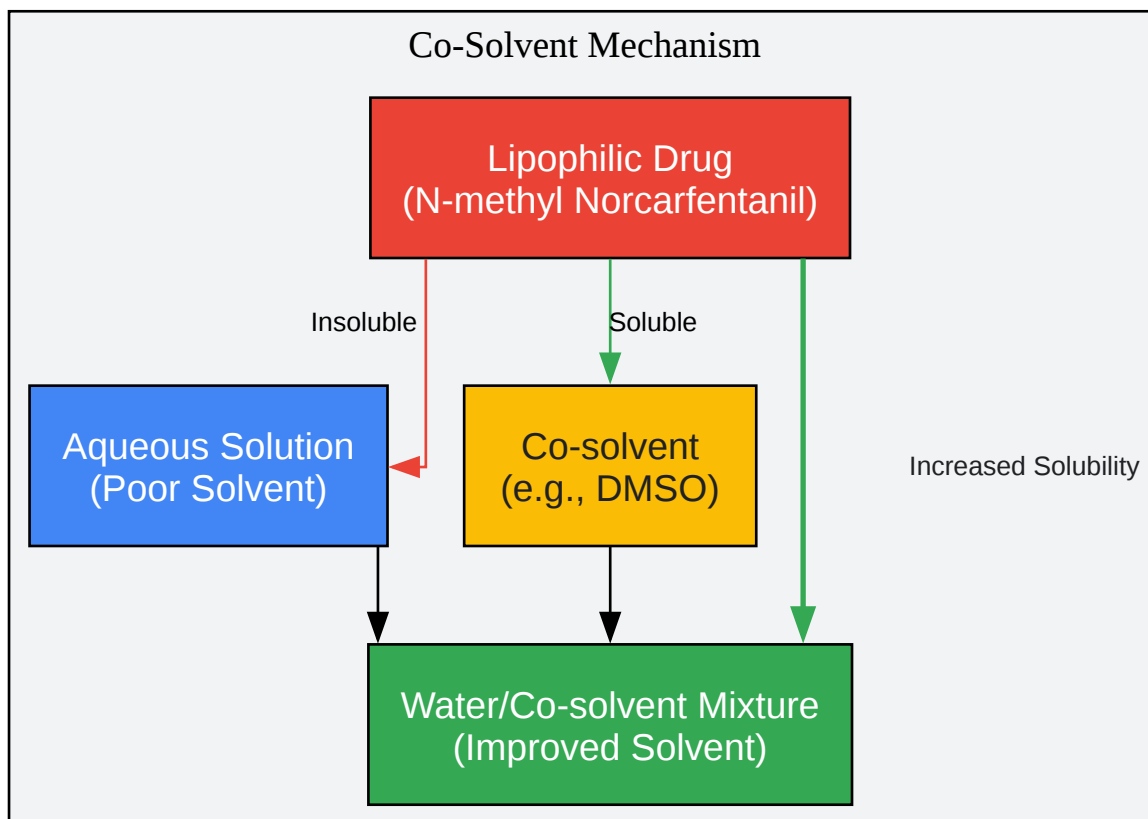 Co-Solvent Mechanism
Lipophilic Drug
(N-methyl Norcarfentanil)
Insoluble
Soluble
Aqueous Solution
(Poor Solvent)
Co-solvent
(e.g., DMSO)
Increased Solubility
Water/Co-solvent Mixture
(Improved Solvent)